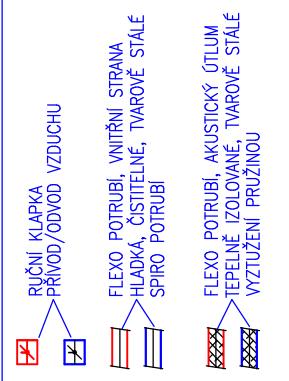 RUČNÍ KLAPKA
PŘÍVOD/ODVOD VZDUCHU
FLEXO POTRUBÍ, VNITŘNÍ STRANA
HLADKÁ, ČISTITELNÉ, TVAROVĚ STÁLÉ
SPIRO POTRUBÍ
FLEXO POTRUBÍ, AKUSTICKÝ ÚTLUM
TEPELNĚ IZOLOVANÉ, TVAROVĚ STÁLÉ
VYZTUŽENÍ PRUŽINOU